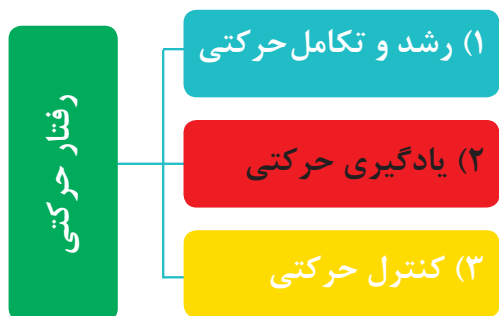 رفتار حرکتی
۱) رشد و تکامل حرکتی
۲) یادگیری حرکتی
۳) کنترل حرکتی